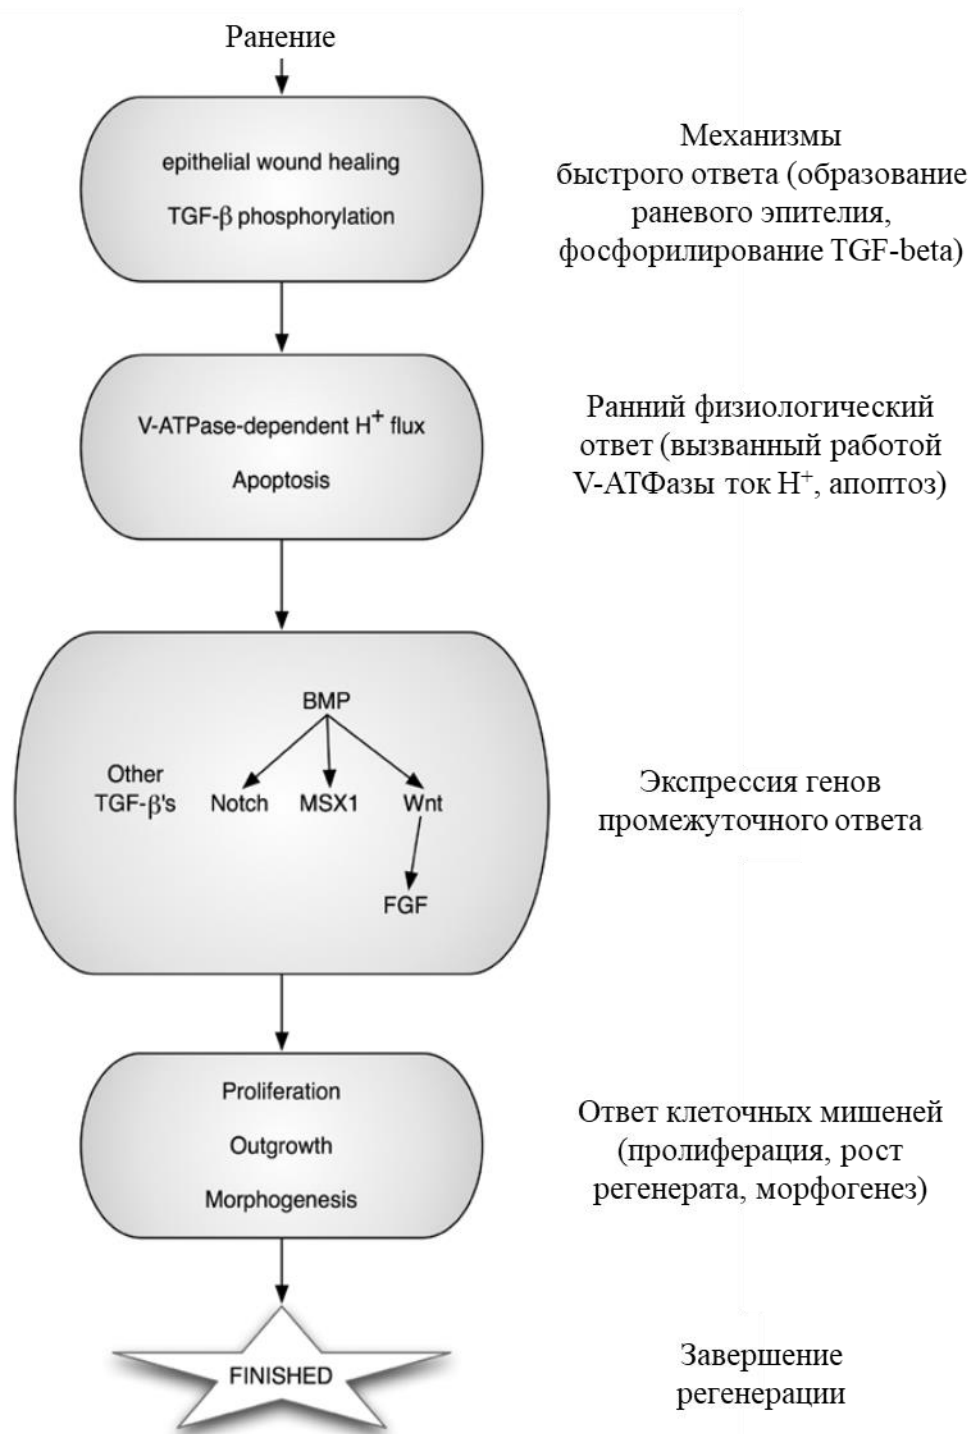 Ранение
epithelial wound healing
TGF-β phosphorylation
Механизмы
быстрого ответа (образование
раневого эпителия,
фосфорилирование TGF-beta)
V-ATPase-dependent H⁺ flux
Apoptosis
Ранний физиологический
ответ (вызванный работой
V-АТФазы ток H⁺, апоптоз)
BMP
Other
TGF-β's
Notch
MSX1
Wnt
FGF
Экспрессия генов
промежуточного ответа
Proliferation
Outgrowth
Morphogenesis
Ответ клеточных мишеней
(пролиферация, рост
регенерата, морфогенез)
FINISHED
Завершение
регенерации